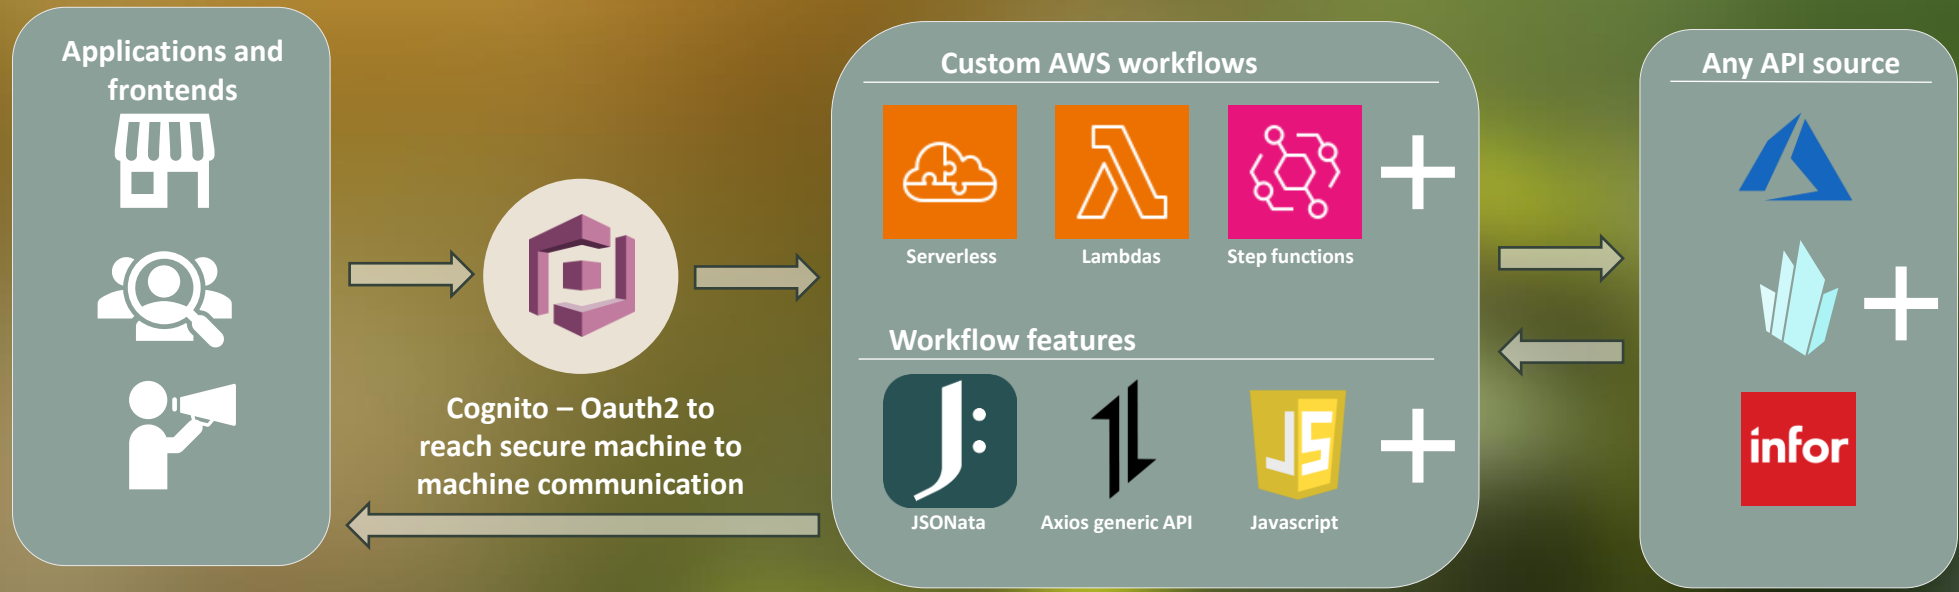 Applications and
frontends
Cognito – Oauth2 to
reach secure machine to
machine communication
Custom AWS workflows
Serverless
Lambdas
Step functions
Workflow features
J:
JS
JSONata
Axios generic API
Javascript
Any API source
infor